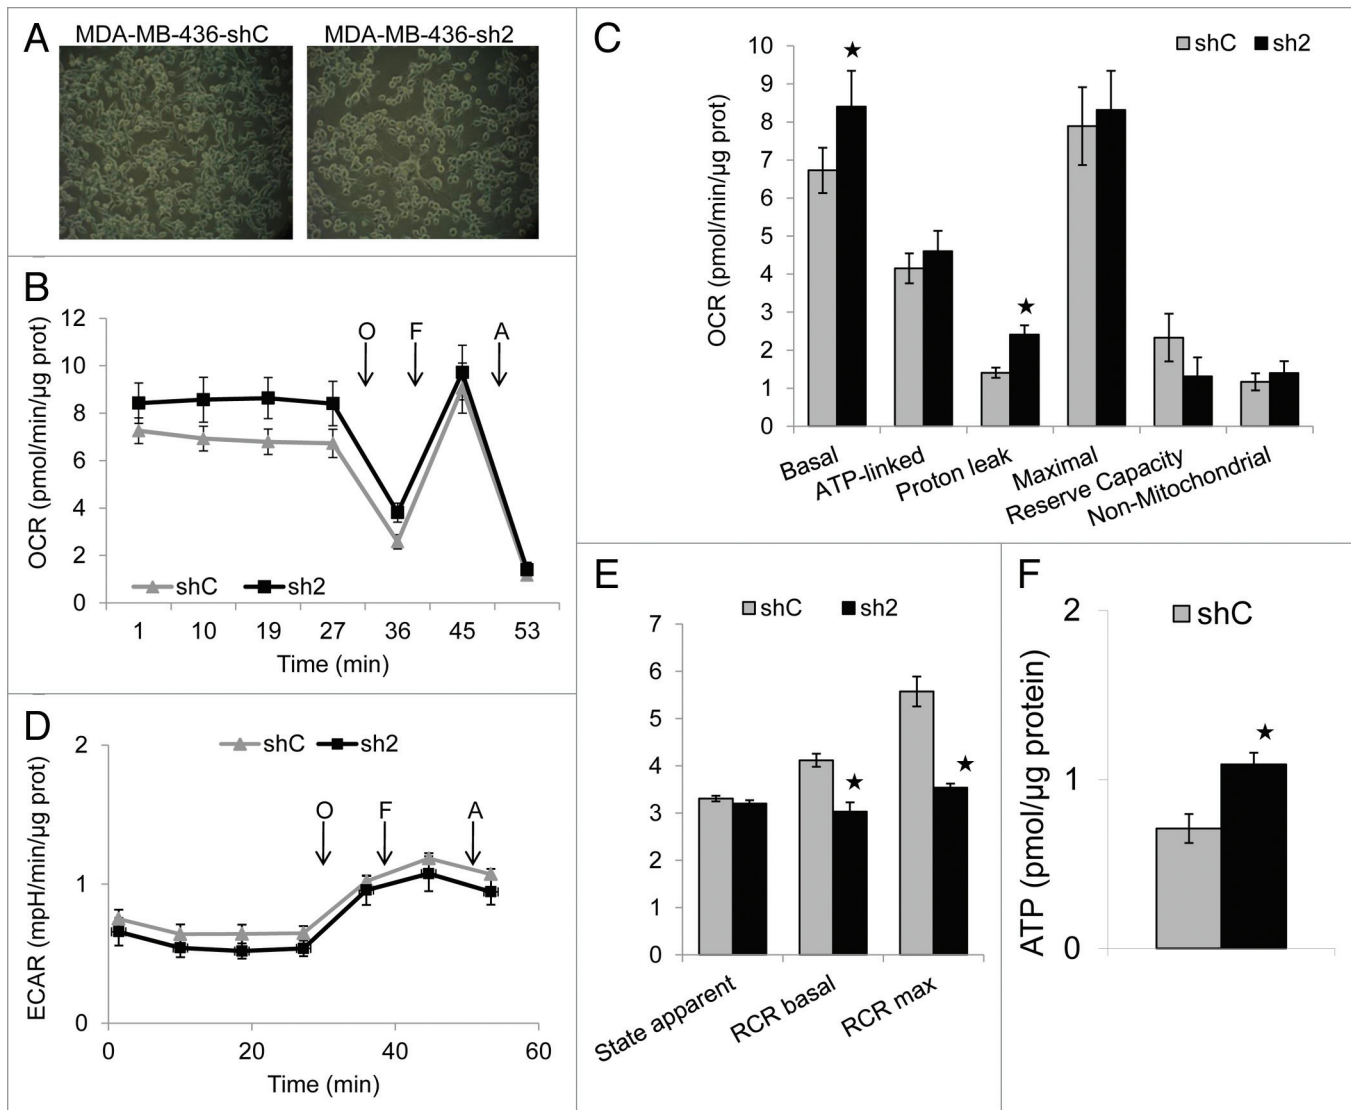 A
MDA-MB-436-shC
MDA-MB-436-sh2
B
OCR (pmol/min/µg prot)
12
10
8
6
4
2
0
O
F
A
shC
sh2
1
10
19
27
36
45
53
Time (min)
C
shC
sh2
OCR (pmol/min/µg prot)
10
9
8
7
6
5
4
3
2
1
0
★
★
Basal
ATP-linked
Proton leak
Maximal
Reserve Capacity
Non-Mitochondrial
D
shC
sh2
ECAR (mpH/min/µg prot)
2
1
0
O
F
A
0
20
40
60
Time (min)
E
shC
sh2
7
6
5
4
3
2
1
0
★
★
State apparent
RCR basal
RCR max
F
shC
ATP (pmol/µg protein)
2
1
0
★